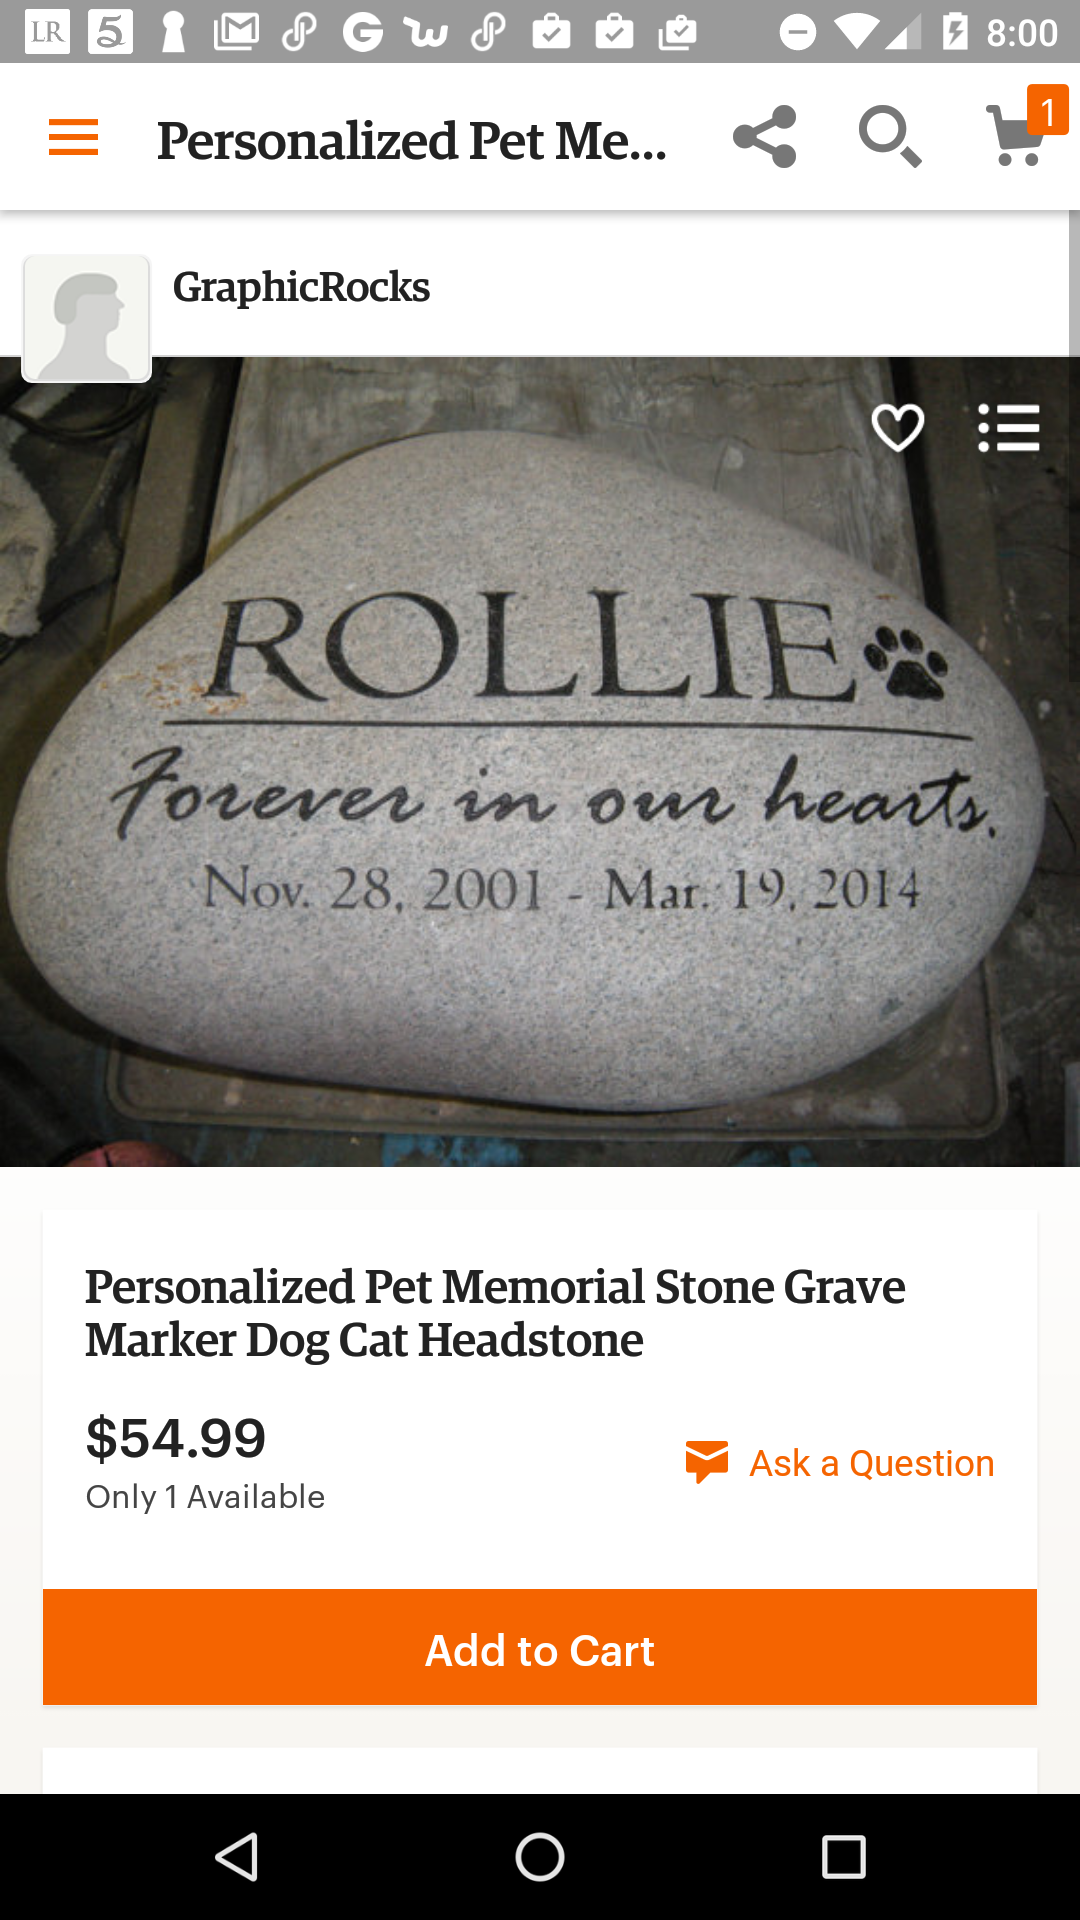 LR 5 8:00
Personalized Pet Me... 1
GraphicRocks
ROLLIE
Forever in our hearts.
Nov. 28, 2001 - Mar. 19, 2014
Personalized Pet Memorial Stone Grave
Marker Dog Cat Headstone
$54.99
Ask a Question
Only 1 Available
Add to Cart